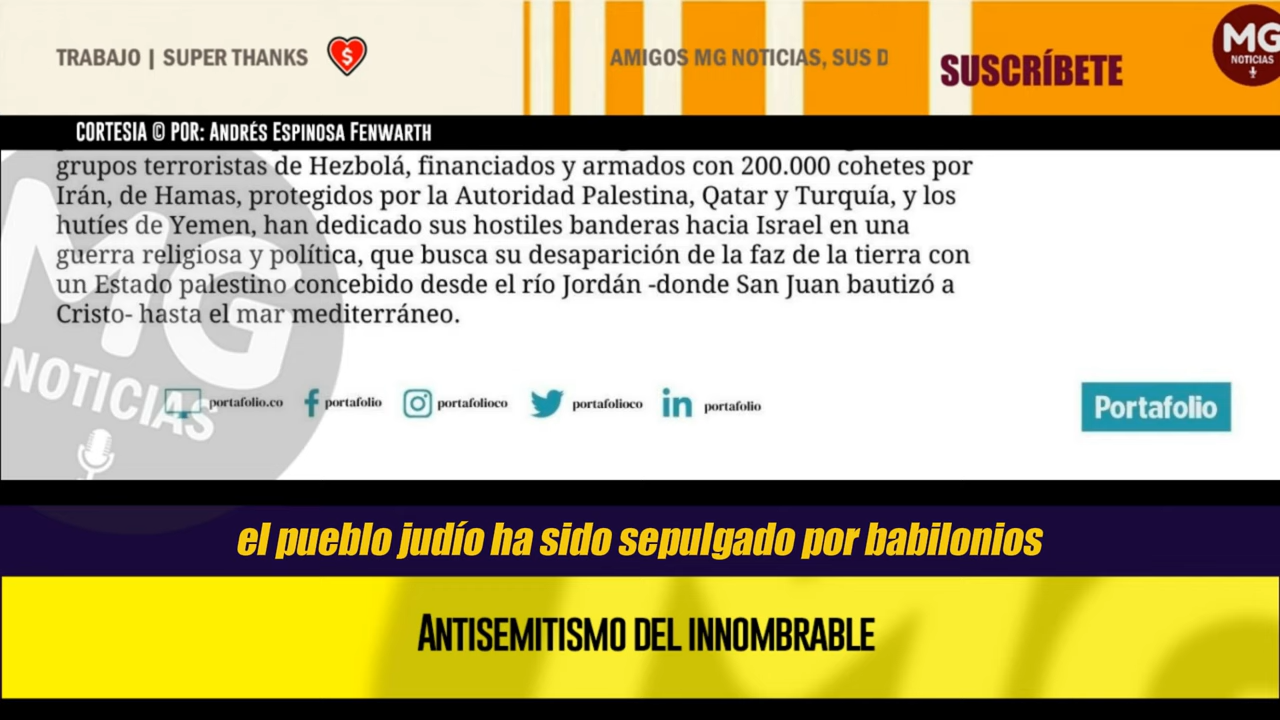 TRABAJO | SUPER THANKS
AMIGOS MG NOTICIAS, SUS D
SUSCRÍBETE
MG
NOTICIAS
CORTESIA © POR: ANDRÉS ESPINOSA FENWARTH
grupos terroristas de Hezbolá, financiados y armados con 200.000 cohetes por
Irán, de Hamas, protegidos por la Autoridad Palestina, Qatar y Turquía, y los
hutíes de Yemen, han dedicado sus hostiles banderas hacia Israel en una
guerra religiosa y política, que busca su desaparición de la faz de la tierra con
un Estado palestino concebido desde el río Jordán -donde San Juan bautizó a
Cristo- hasta el mar mediterráneo.
MG
NOTICIAS
portafolio.co portafolio portafolioco portafolioco portafolio
Portafolio
el pueblo judío ha sido sepulgado por babilonios
ANTISEMITISMO DEL INNOMBRABLE